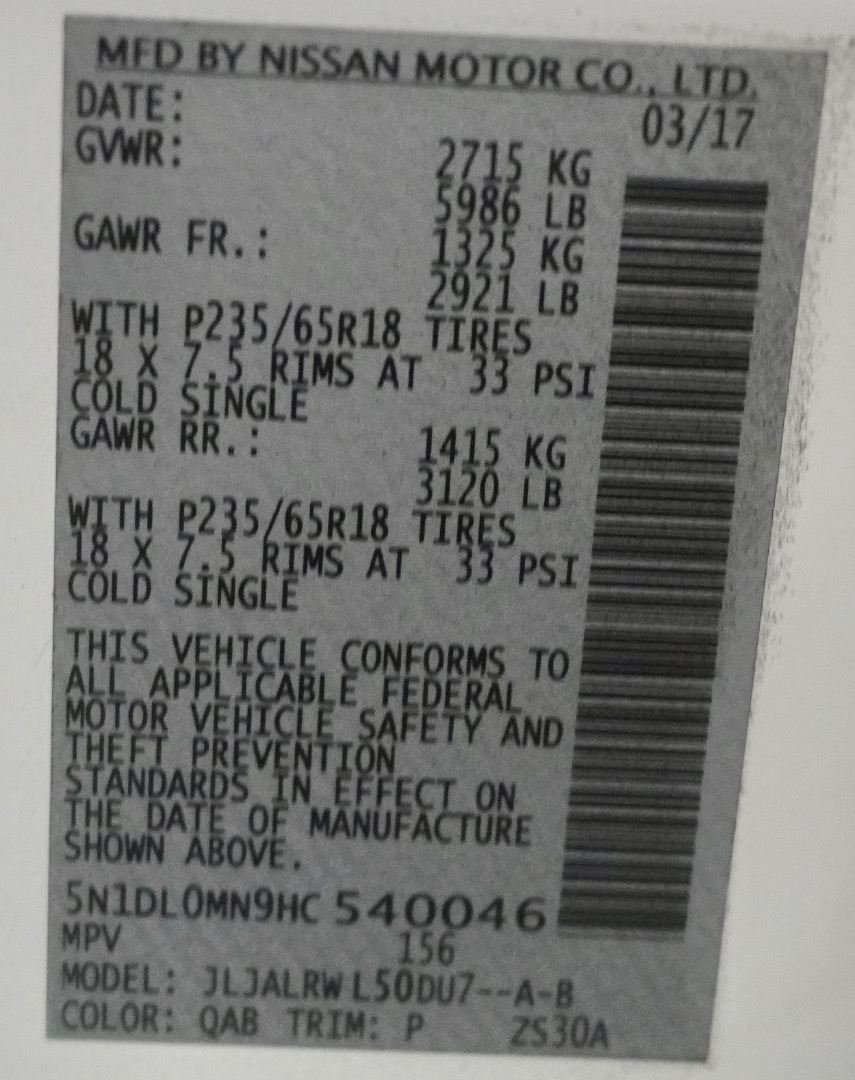 MFD BY NISSAN MOTOR CO., LTD.
DATE: 03/17
GVWR: 2715 KG
5986 LB
GAWR FR.: 1325 KG
2921 LB
WITH P235/65R18 TIRES
18 X 7.5 RIMS AT 33 PSI
COLD SINGLE
GAWR RR.: 1415 KG
3120 LB
WITH P235/65R18 TIRES
18 X 7.5 RIMS AT 33 PSI
COLD SINGLE
THIS VEHICLE CONFORMS TO
ALL APPLICABLE FEDERAL
MOTOR VEHICLE SAFETY AND
THEFT PREVENTION
STANDARDS IN EFFECT ON
THE DATE OF MANUFACTURE
SHOWN ABOVE.
5N1DL0MN9HC 540046
MPV 156
MODEL: JLJALRW L50DU7--A-B
COLOR: QAB TRIM: P ZS30A